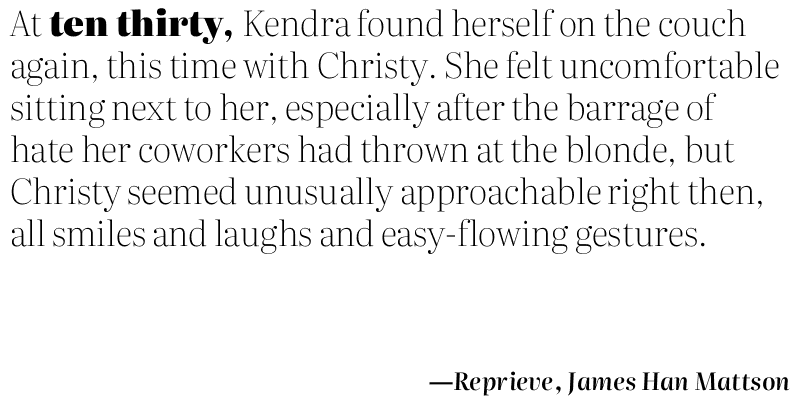 At ten thirty, Kendra found herself on the couch
again, this time with Christy. She felt uncomfortable
sitting next to her, especially after the barrage of
hate her coworkers had thrown at the blonde, but
Christy seemed unusually approachable right then,
all smiles and laughs and easy-flowing gestures.
—Reprieve, James Han Mattson